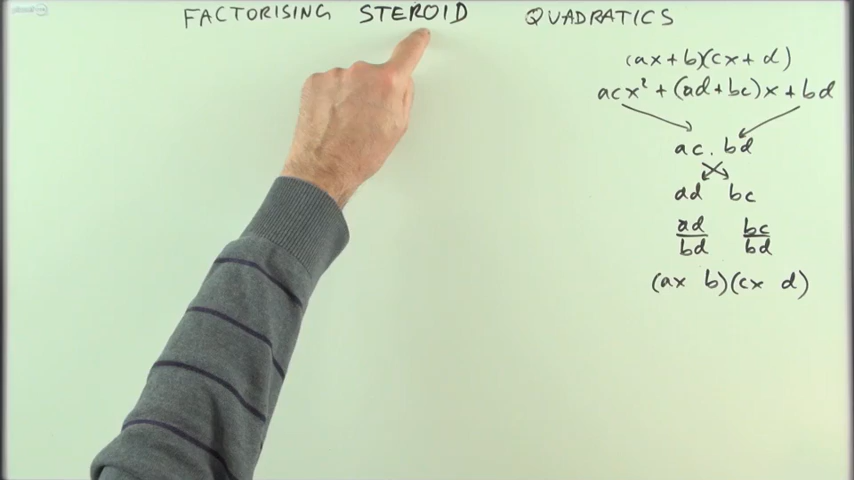 FACTORISING STEROID QUADRATICS
(ax+b)(cx+d)
acx² + (ad+bc)x + bd
ac . bd
ad bc
ad/bd bc/bd
(ax b)(cx d)